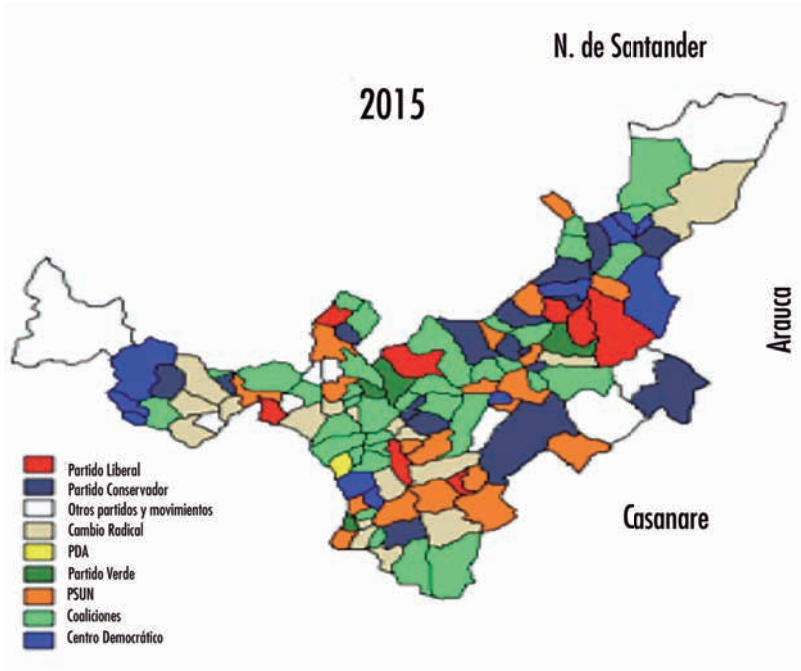 N. de Santander
2015
Arauca
Casanare
Partido Liberal
Partido Conservador
Otros partidos y movimientos
Cambio Radical
PDA
Partido Verde
PSUN
Coaliciones
Centro Democrático